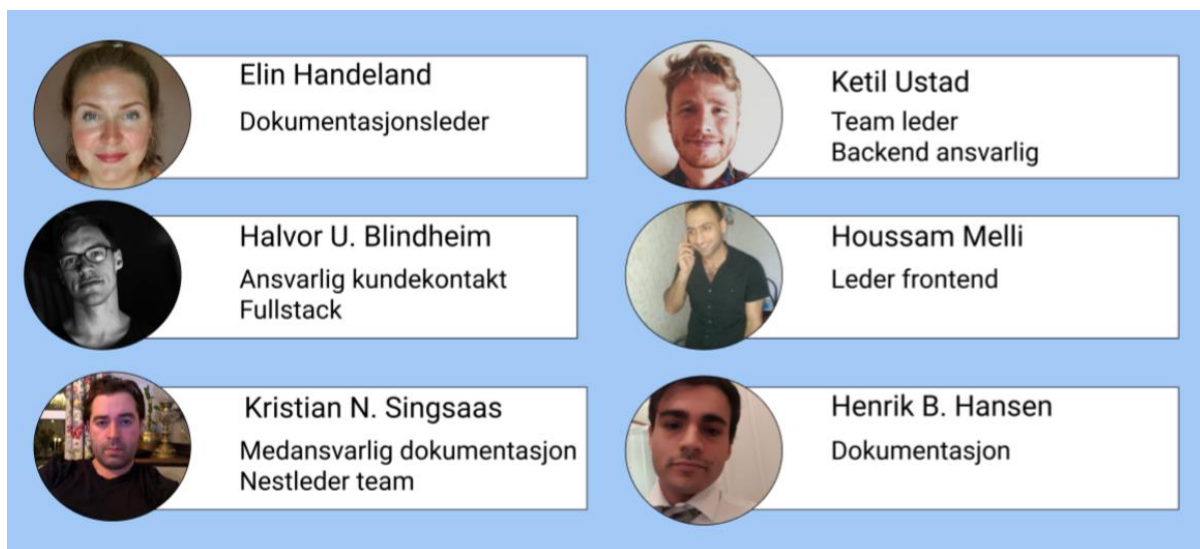 Elin Handeland
Dokumentasjonsleder
Ketil Ustad
Team leder
Backend ansvarlig
Halvor U. Blindheim
Ansvarlig kundekontakt
Fullstack
Houssam Melli
Leder frontend
Kristian N. Singsaas
Medansvarlig dokumentasjon
Nestleder team
Henrik B. Hansen
Dokumentasjon